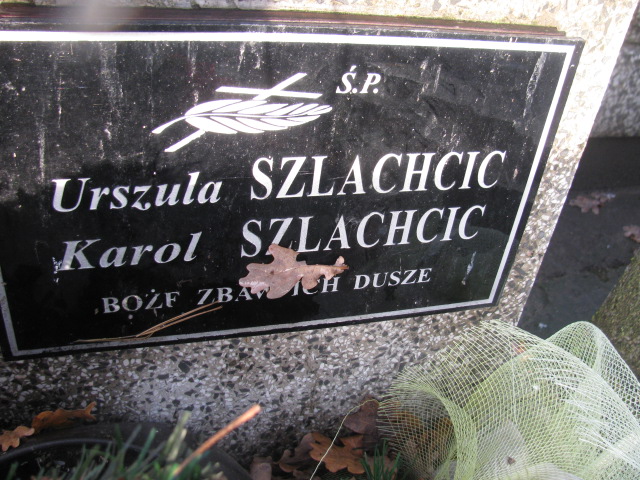 Ś.P.
Urszula SZLACHCIC
Karol SZLACHCIC
BOŻE ZBAW ICH DUSZE